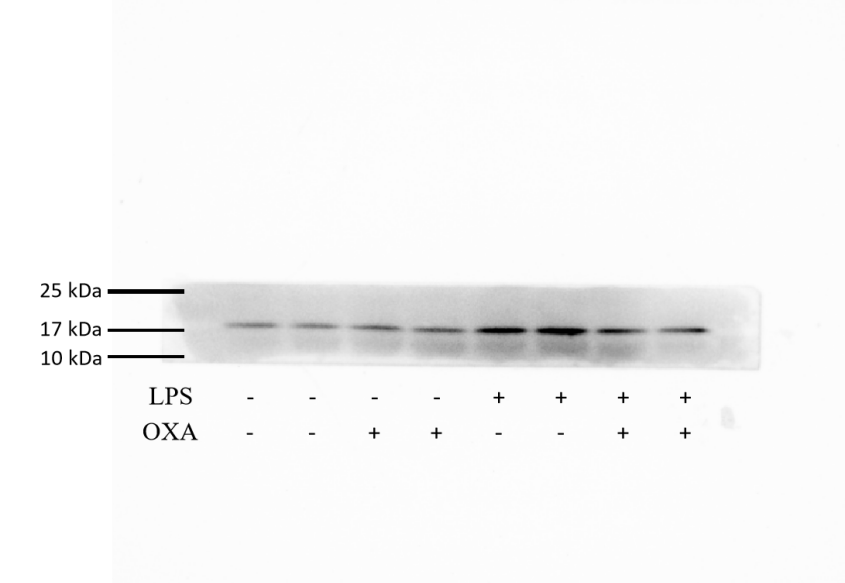 25 kDa
17 kDa
10 kDa
LPS - - - - + + + +
OXA - - + + - - + +